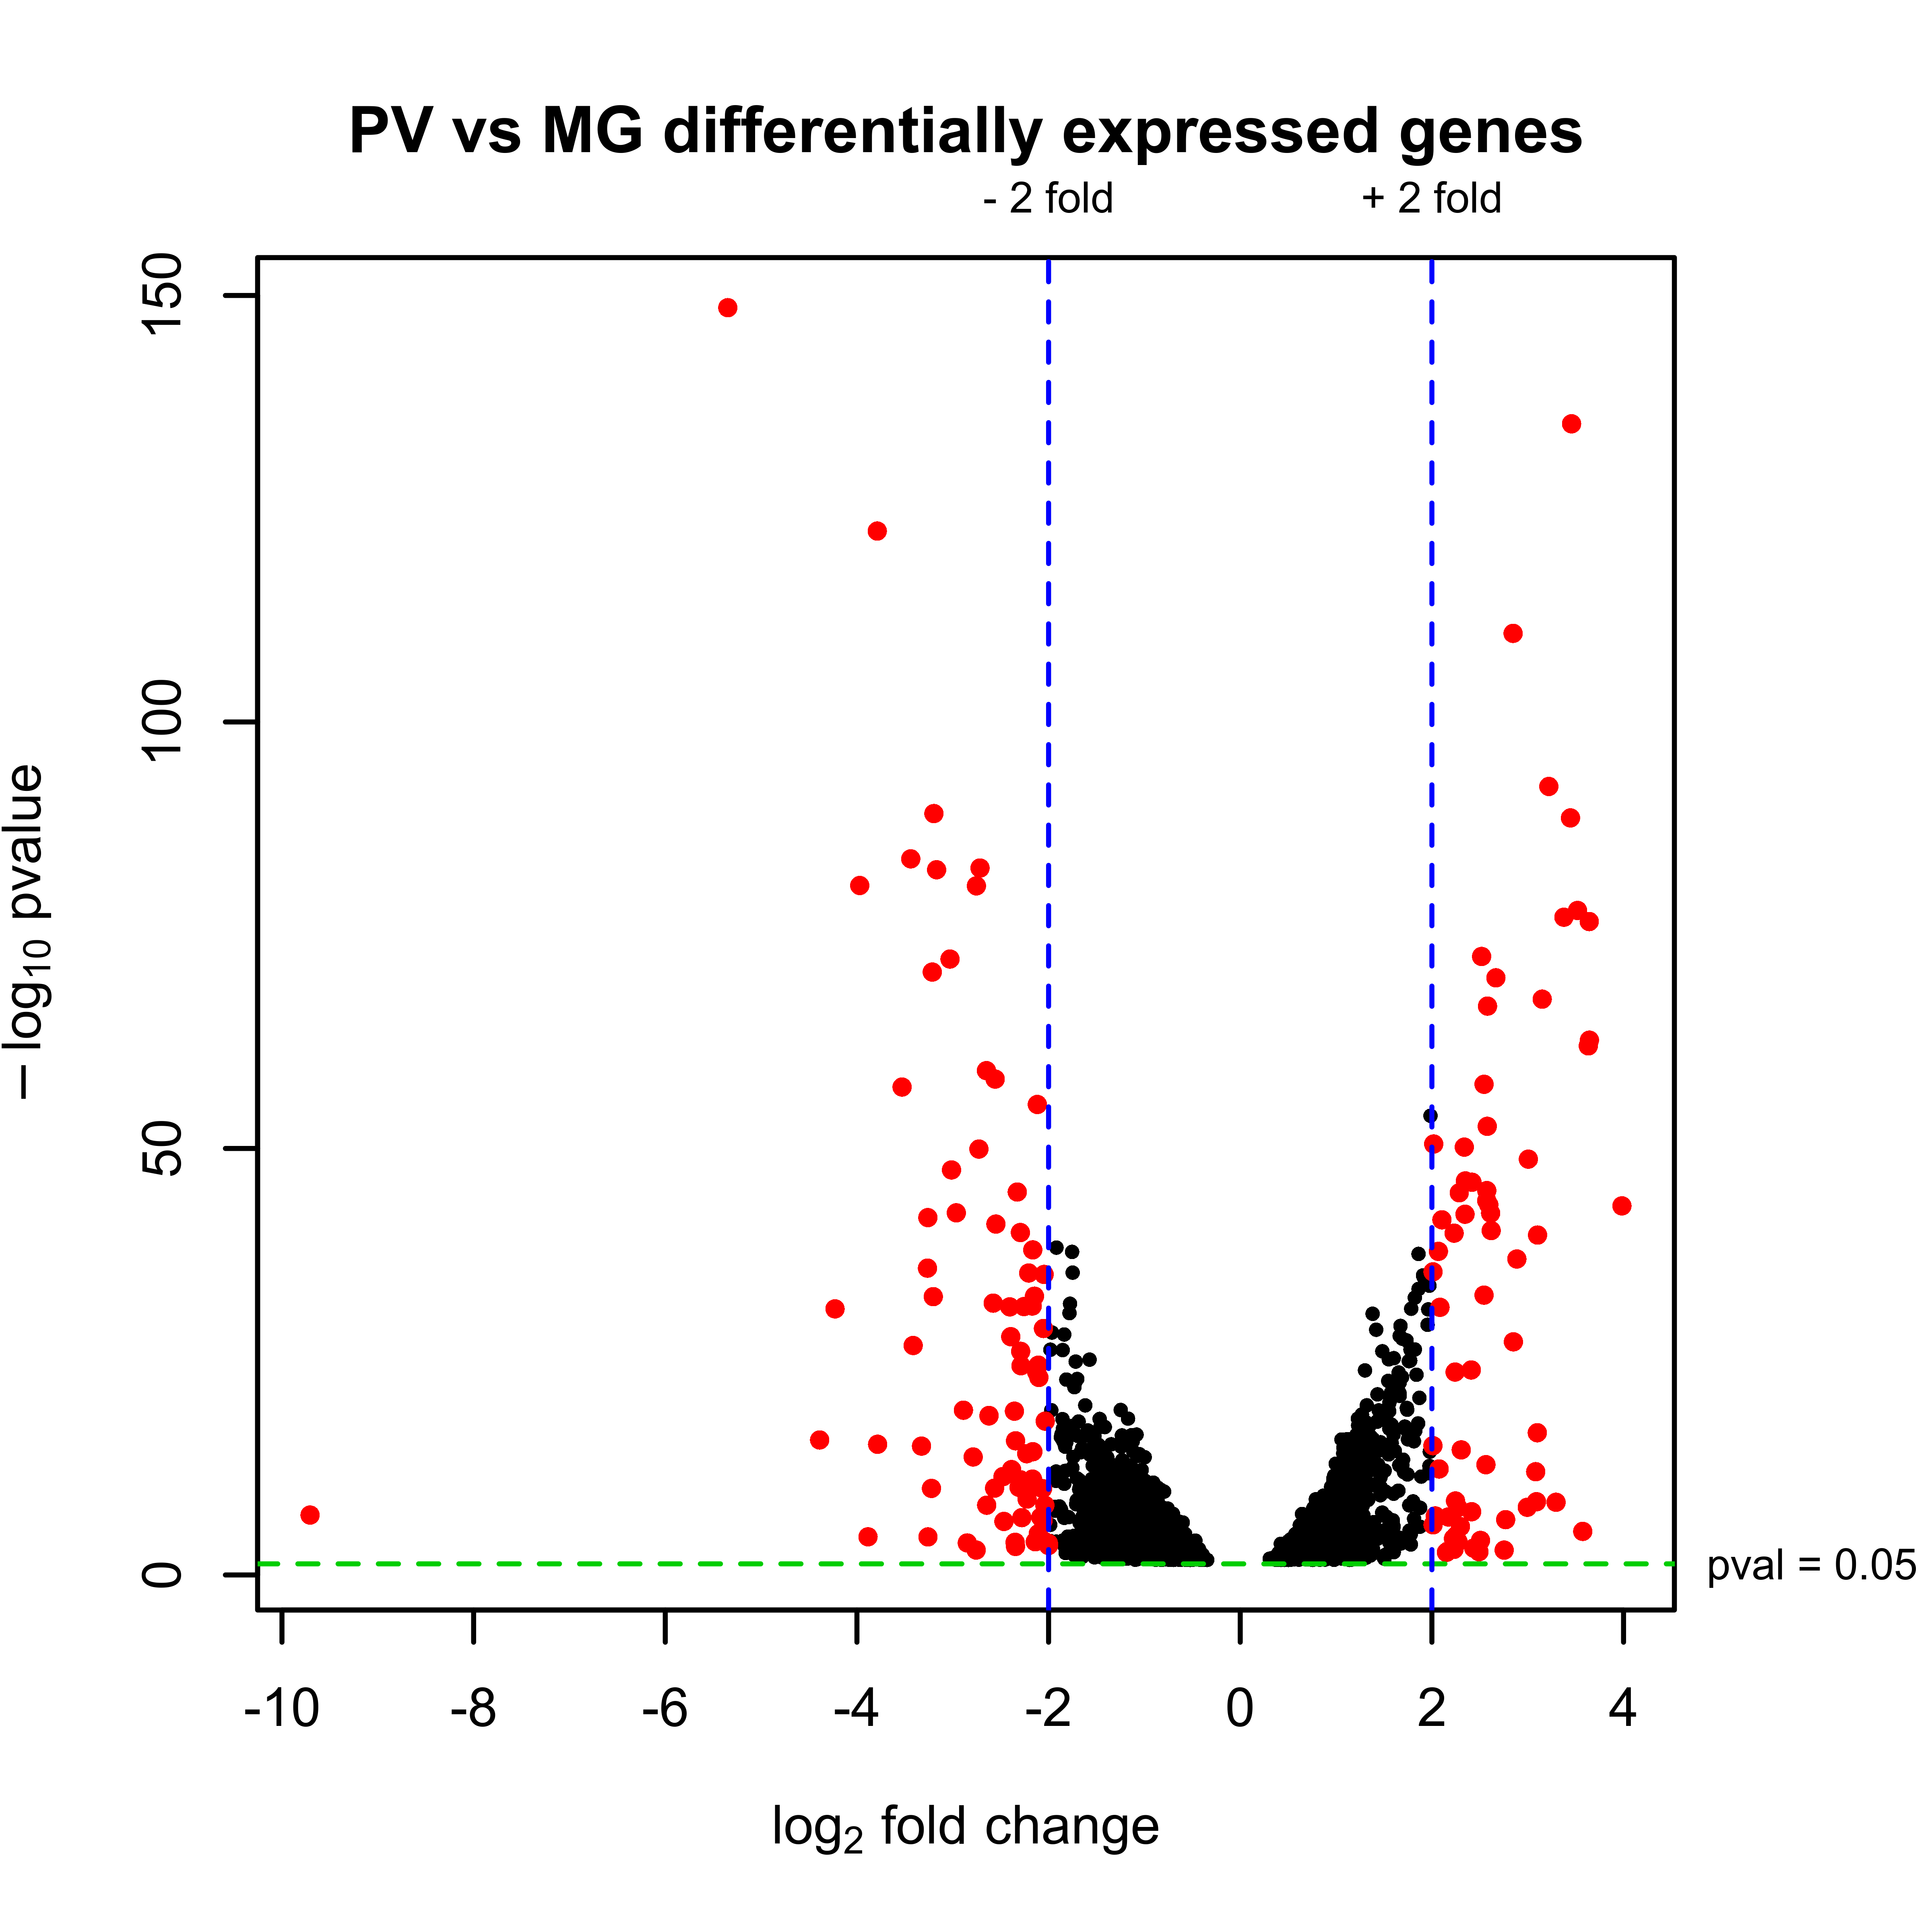 PV vs MG differentially expressed genes
- 2 fold
+ 2 fold
150
100
50
0
− log10 pvalue
pval = 0.05
-10 -8 -6 -4 -2 0 2 4
log2 fold change